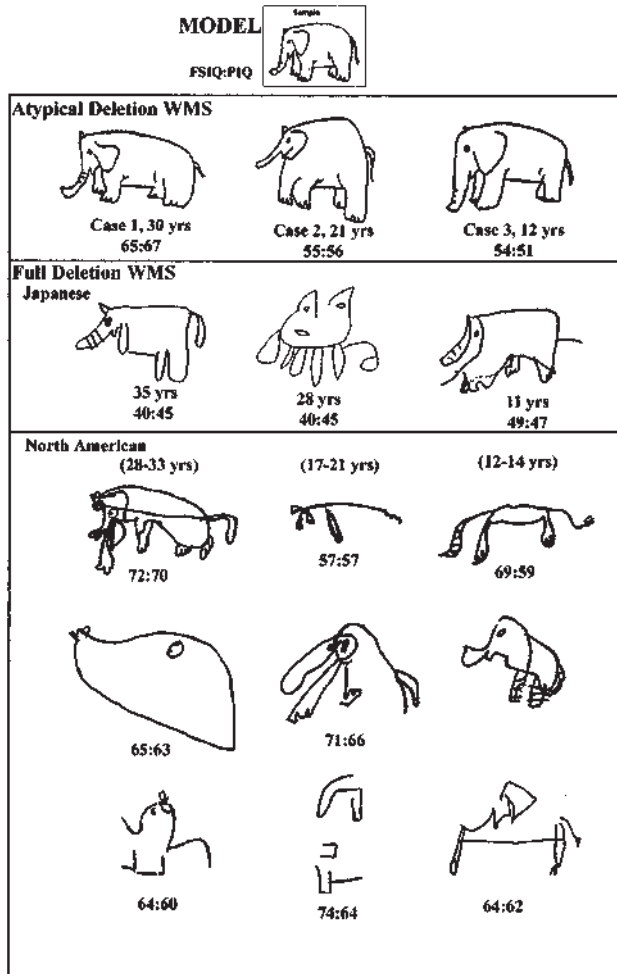 MODEL
Sample
FSIQ:PIQ
Atypical Deletion WMS
Case 1, 30 yrs
65:67
Case 2, 21 yrs
55:56
Case 3, 12 yrs
54:51
Full Deletion WMS
Japanese
35 yrs
40:45
28 yrs
40:45
11 yrs
49:47
North American
(28-33 yrs) (17-21 yrs) (12-14 yrs)
72:70
57:57
69:59
65:63
71:66
64:60
74:64
64:62